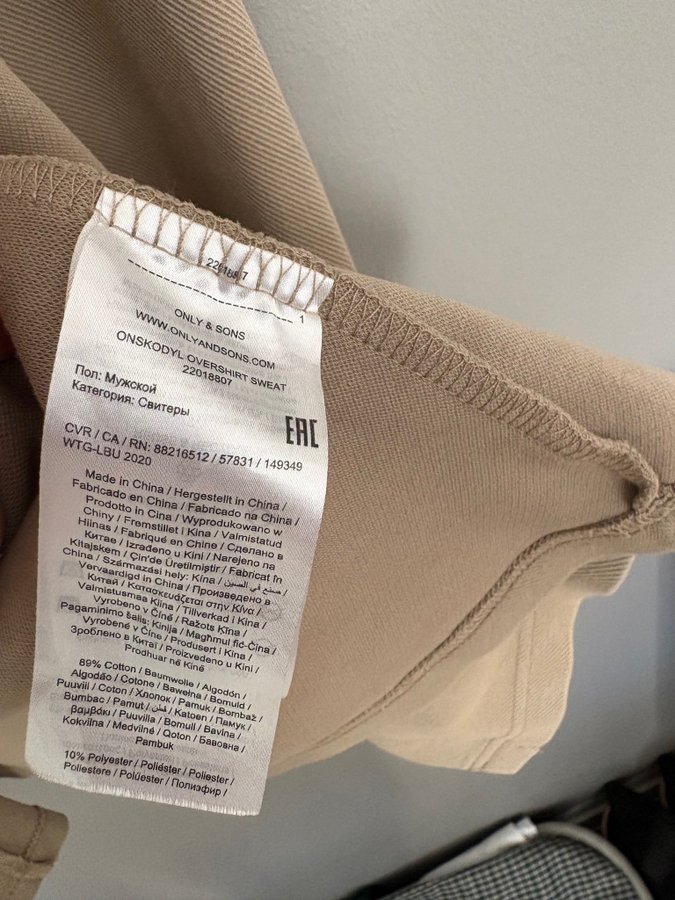 22018807
1
ONLY & SONS
WWW.ONLYANDSONS.COM
ONSKODYL OVERSHIRT SWEAT
22018807
Пол: Мужской
Категория: Свитеры
EAC
CVR / CA / RN: 88216512 / 57831 / 149349
WTG-LBU 2020
Made in China / Hergestellt in China /
Fabricado en China / Fabricado na China /
Prodotto in Cina / Wyprodukowano w
Chiny / Fremstillet i Kina / Valmistatud
Hiinas / Fabriqué en Chine / Сделано в
Китае / Izrađeno u Kini / Narejeno na
Kitajskem / Çin'de Üretilmiştir / Fabricat în
China / Származási hely: Kína / صنع في الصين /
Vervaardigd in China / Произведено в
Китай / Κατασκευάζεται στην Κίνα /
Valmistusmaa Kiina / Tillverkad i Kina /
Vyrobeno v Číně / Ražots Ķīnā /
Pagaminimo šalis: Kinija / Maghmul fiċ-Ċina /
Vyrobené v Číne / Produsert i Kina /
Зроблено в Китаї / Proizvedeno u Kini /
Prodhuar në Kinë
89% Cotton / Baumwolle / Algodón /
Algodão / Cotone / Bawełna / Bomuld /
Puuvill / Coton / Хлопок / Pamuk / Bombaž /
Bumbac / Pamut / قطن / Katoen / Памук /
βαμβάκι / Puuvilla / Bomull / Bavlna /
Kokvilna / Medvilnė / Qoton / Бавовна /
Pambuk
10% Polyester / Poliéster / Poliester /
Poliestere / Polúester / Полиэфир /